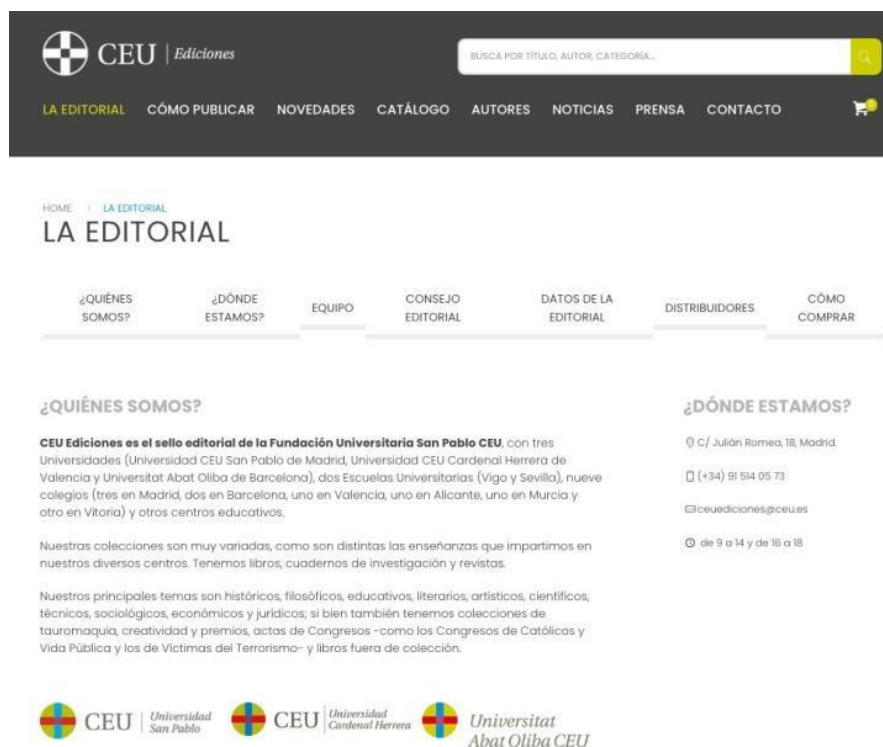 CEU | Ediciones
BUSCA POR TÍTULO, AUTOR, CATEGORÍA...
LA EDITORIAL CÓMO PUBLICAR NOVEDADES CATÁLOGO AUTORES NOTICIAS PRENSA CONTACTO
0
HOME > LA EDITORIAL
LA EDITORIAL
¿QUIÉNES SOMOS?
¿DÓNDE ESTAMOS?
EQUIPO
CONSEJO EDITORIAL
DATOS DE LA EDITORIAL
DISTRIBUIDORES
CÓMO COMPRAR
¿QUIÉNES SOMOS?
CEU Ediciones es el sello editorial de la Fundación Universitaria San Pablo CEU, con tres
Universidades (Universidad CEU San Pablo de Madrid, Universidad CEU Cardenal Herrera de
Valencia y Universitat Abat Oliba de Barcelona), dos Escuelas Universitarias (Vigo y Sevilla), nueve
colegios (tres en Madrid, dos en Barcelona, uno en Valencia, uno en Alicante, uno en Murcia y
otro en Vitoria) y otros centros educativos.
Nuestras colecciones son muy variadas, como son distintas las enseñanzas que impartimos en
nuestros diversos centros. Tenemos libros, cuadernos de investigación y revistas.
Nuestros principales temas son históricos, filosóficos, educativos, literarios, artísticos, científicos,
técnicos, sociológicos, económicos y jurídicos; si bien también tenemos colecciones de
tauromaquia, creatividad y premios, actas de Congresos -como los Congresos de Católicos y
Vida Pública y los de Víctimas del Terrorismo- y libros fuera de colección.
¿DÓNDE ESTAMOS?
C/ Julián Romea, 18, Madrid.
(+34) 91 514 05 73
ceuediciones@ceu.es
de 9 a 14 y de 16 a 18
CEU | Universidad San Pablo
CEU | Universidad Cardenal Herrera
Universitat
Abat Oliba CEU